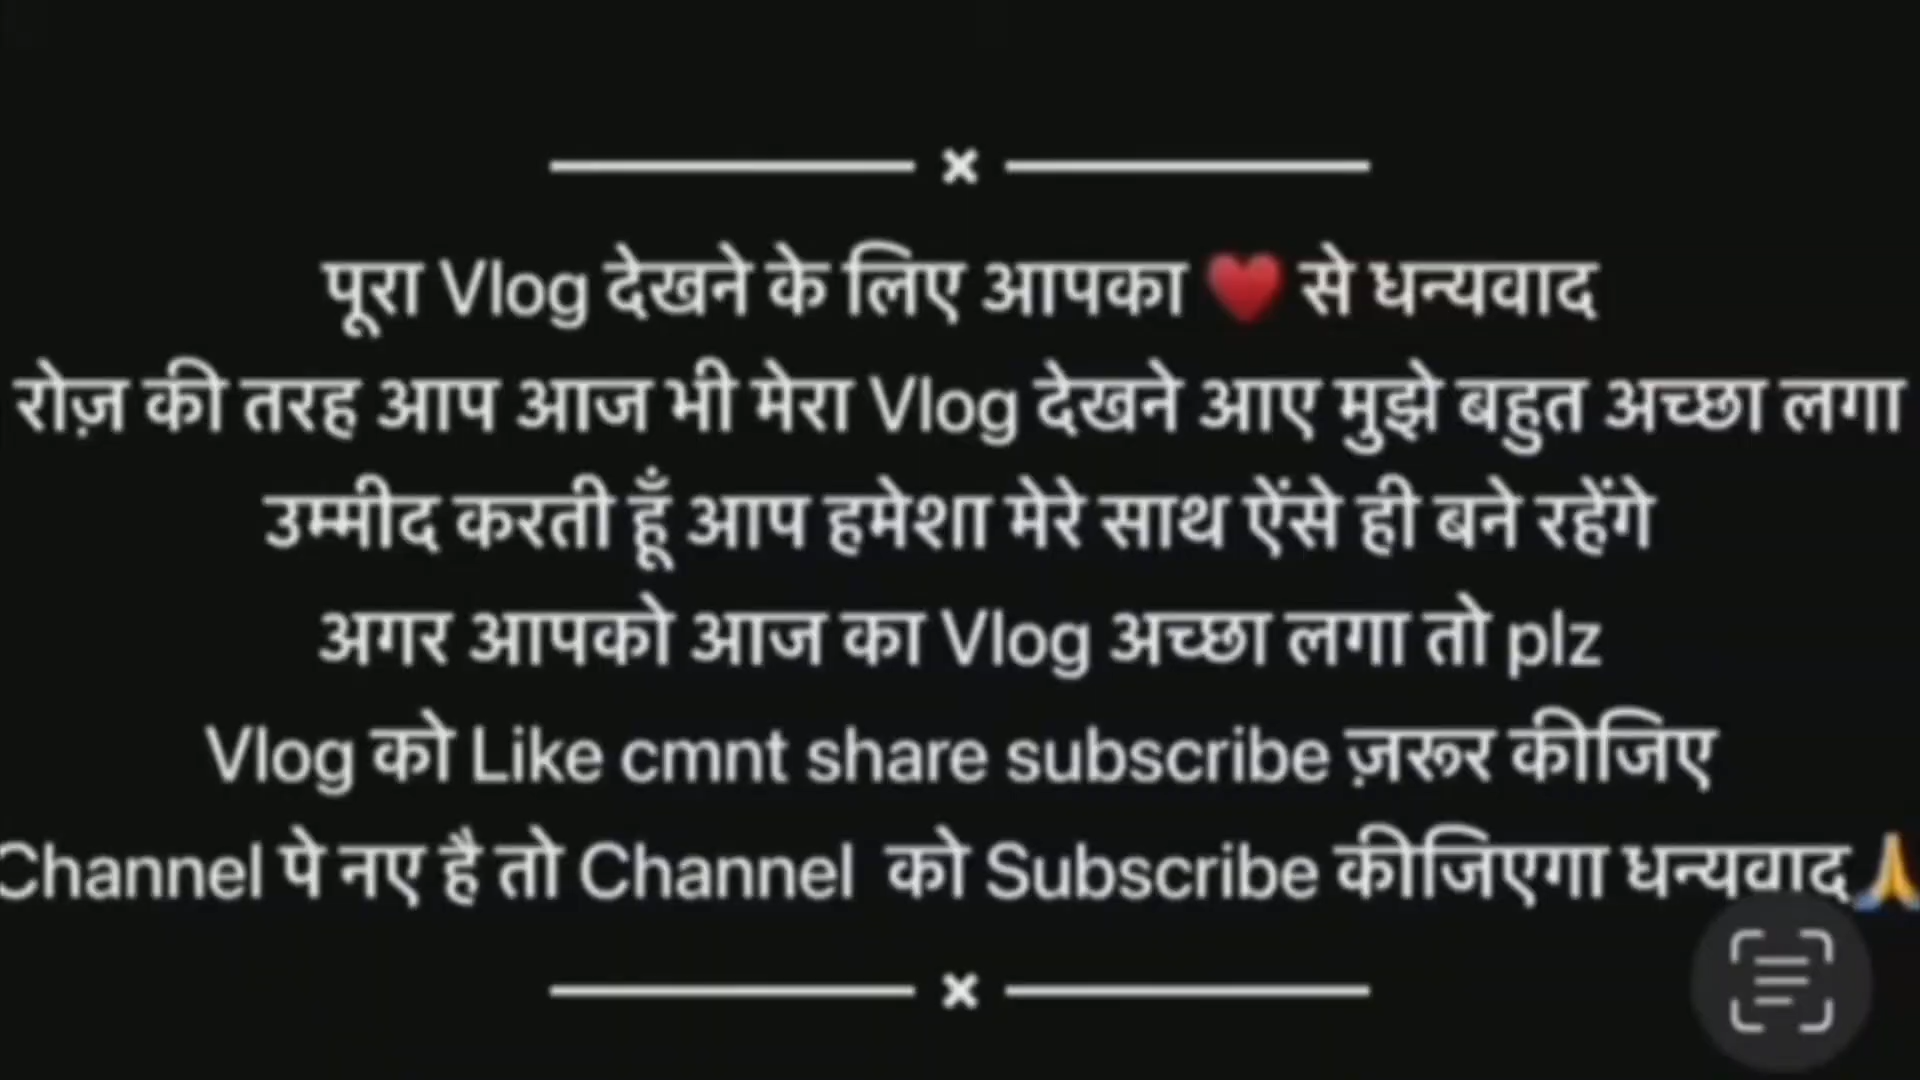 पूरा Vlog देखने के लिए आपका ♥️ से धन्यवाद
रोज़ की तरह आप आज भी मेरा Vlog देखने आए मुझे बहुत अच्छा लगा
उम्मीद करती हूँ आप हमेशा मेरे साथ ऐंसे ही बने रहेंगे
अगर आपको आज का Vlog अच्छा लगा तो plz
Vlog को Like cmnt share subscribe ज़रूर कीजिए
Channel पे नए है तो Channel को Subscribe कीजिएगा धन्यवाद🙏